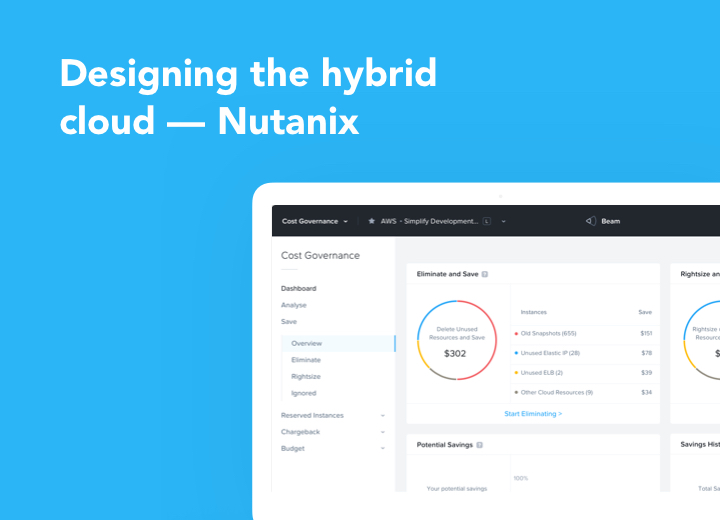 Designing the hybrid
cloud — Nutanix
Cost Governance
AWS - Simplify Development... L
Beam
Cost Governance
Dashboard
Analyse
Save
Overview
Eliminate
Rightsize
Ignored
Reserved Instances
Chargeback
Budget
Eliminate and Save ?
Delete Unused
Resources and Save
$302
Instances Save
Old Snapshots (655) $151
Unused Elastic IP (28) $78
Unused ELB (2) $39
Other Cloud Resources (9) $34
Start Eliminating >
Rightsize
Rightsize
$
Potential Savings ?
100%
Your potential savings
Savings
Total